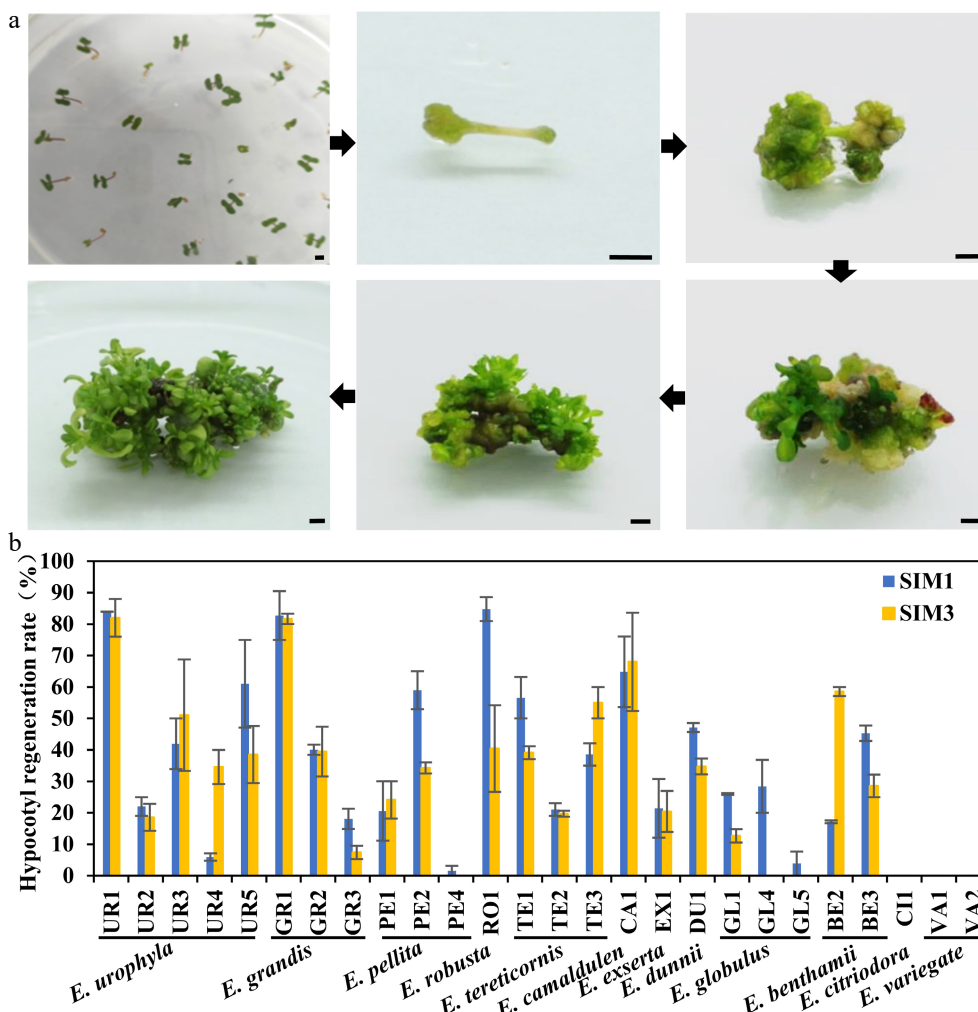 a
b
Hypocotyl regeneration rate (%)
100
90
80
70
60
50
40
30
20
10
0
SIM1
SIM3
UR1 UR2 UR3 UR4 UR5 GR1 GR2 GR3 PE1 PE2 PE4 RO1 TE1 TE2 TE3 CA1 EX1 DU1 GL1 GL4 GL5 BE2 BE3 CI1 VA1 VA2
E. urophyla
E. grandis
E. pellita
E. robusta
E. tereticornis
E. camaldulen
E. exserta
E. dunnii
E. globulus
E. benthamii
E. citriodora
E. variegate